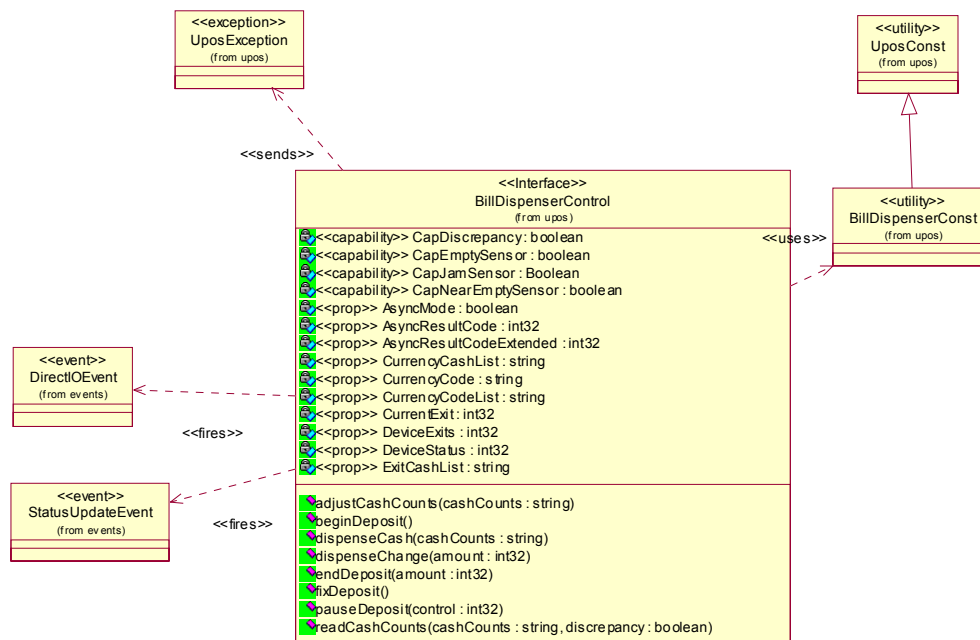 <<exception>>
UposException
(from upos)
<<utility>>
UposConst
(from upos)
<<sends>>
<<Interface>>
BillDispenserControl
(from upos)
<<capability>> CapDiscrepancy : boolean
<<capability>> CapEmptySensor : boolean
<<capability>> CapJamSensor : Boolean
<<capability>> CapNearEmptySensor : boolean
<<prop>> AsyncMode : boolean
<<prop>> AsyncResultCode : int32
<<prop>> AsyncResultCodeExtended : int32
<<prop>> CurrencyCashList : string
<<prop>> CurrencyCode : string
<<prop>> CurrencyCodeList : string
<<prop>> CurrentExit : int32
<<prop>> DeviceExits : int32
<<prop>> DeviceStatus : int32
<<prop>> ExitCashList : string
adjustCashCounts(cashCounts : string)
beginDeposit()
dispenseCash(cashCounts : string)
dispenseChange(amount : int32)
endDeposit(amount : int32)
fixDeposit()
pauseDeposit(control : int32)
readCashCounts(cashCounts : string, discrepancy : boolean)
<<uses>>
<<utility>>
BillDispenserConst
(from upos)
<<event>>
DirectIOEvent
(from events)
<<fires>>
<<event>>
StatusUpdateEvent
(from events)
<<fires>>